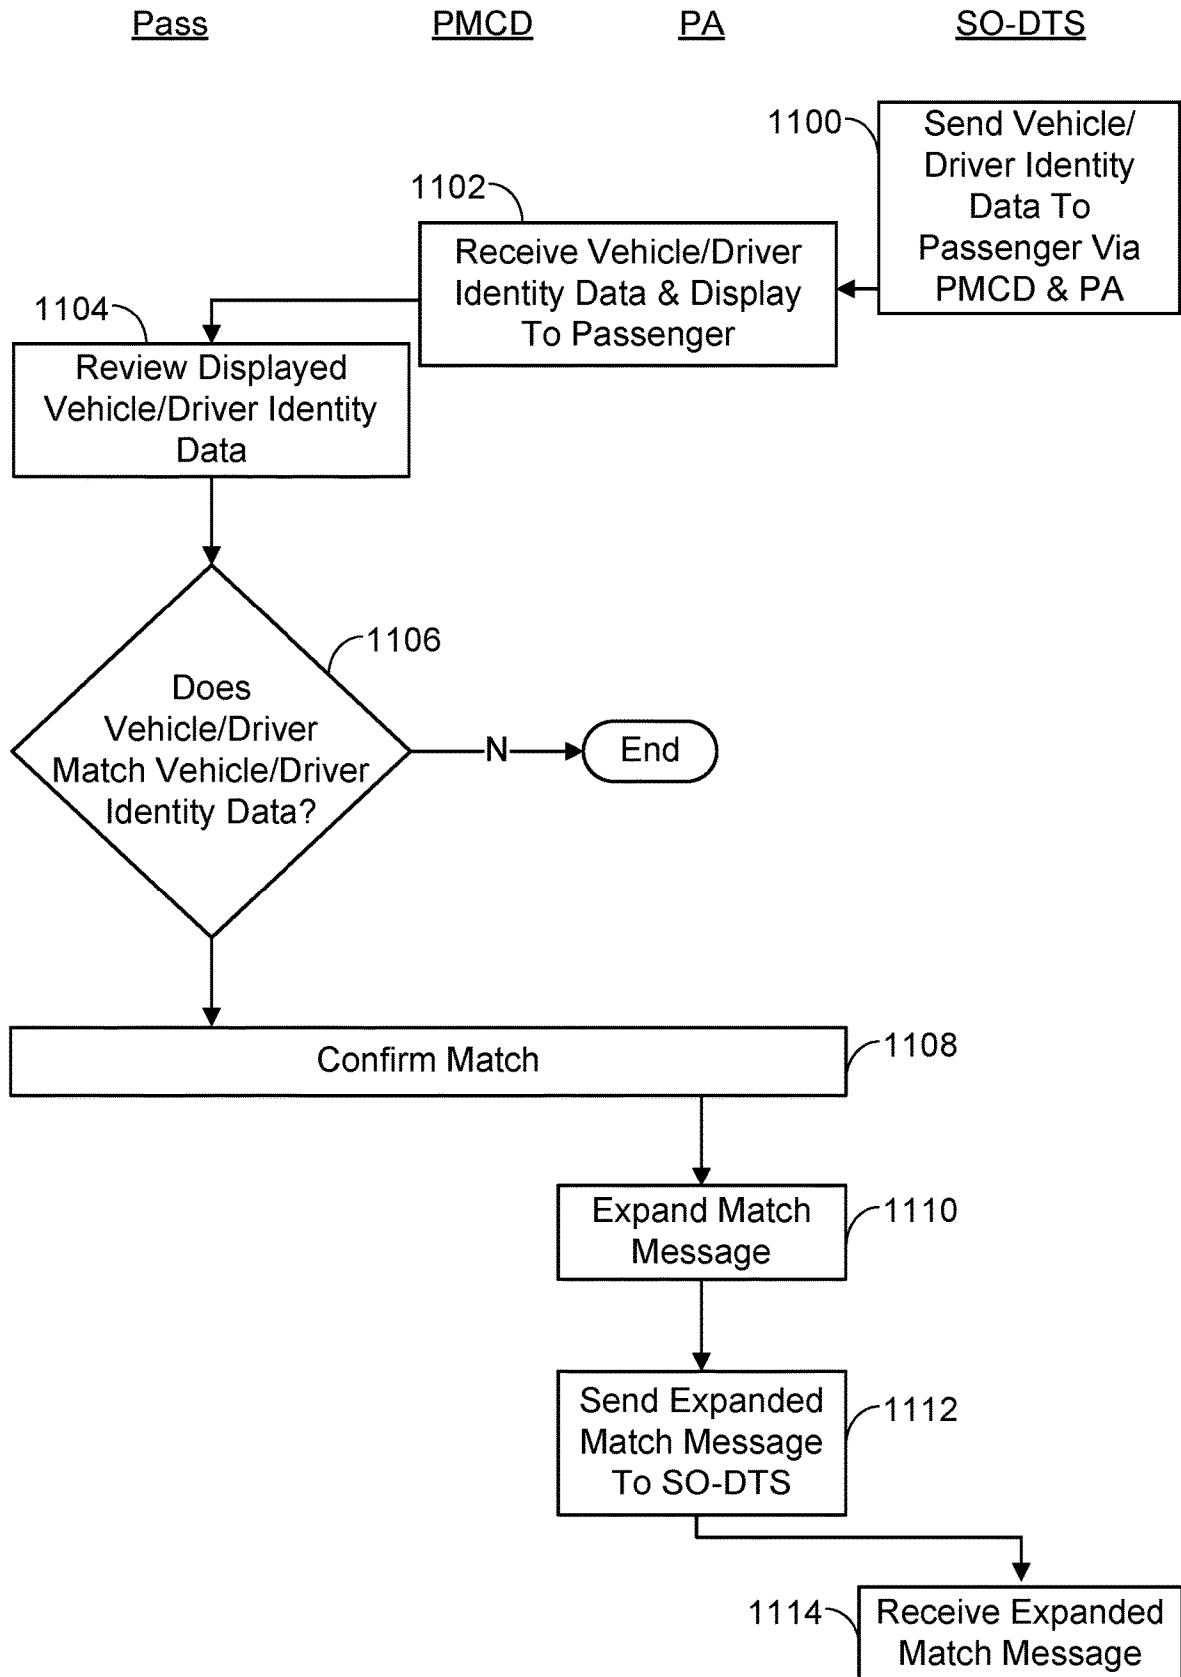 Pass PMCD PA SO-DTS
1100
Send Vehicle/
Driver Identity
Data To
Passenger Via
PMCD & PA
1102
Receive Vehicle/Driver
Identity Data & Display
To Passenger
1104
Review Displayed
Vehicle/Driver Identity
Data
1106
Does
Vehicle/Driver
Match Vehicle/Driver
Identity Data?
N
End
Confirm Match
1108
Expand Match
Message
1110
Send Expanded
Match Message
To SO-DTS
1112
1114
Receive Expanded
Match Message